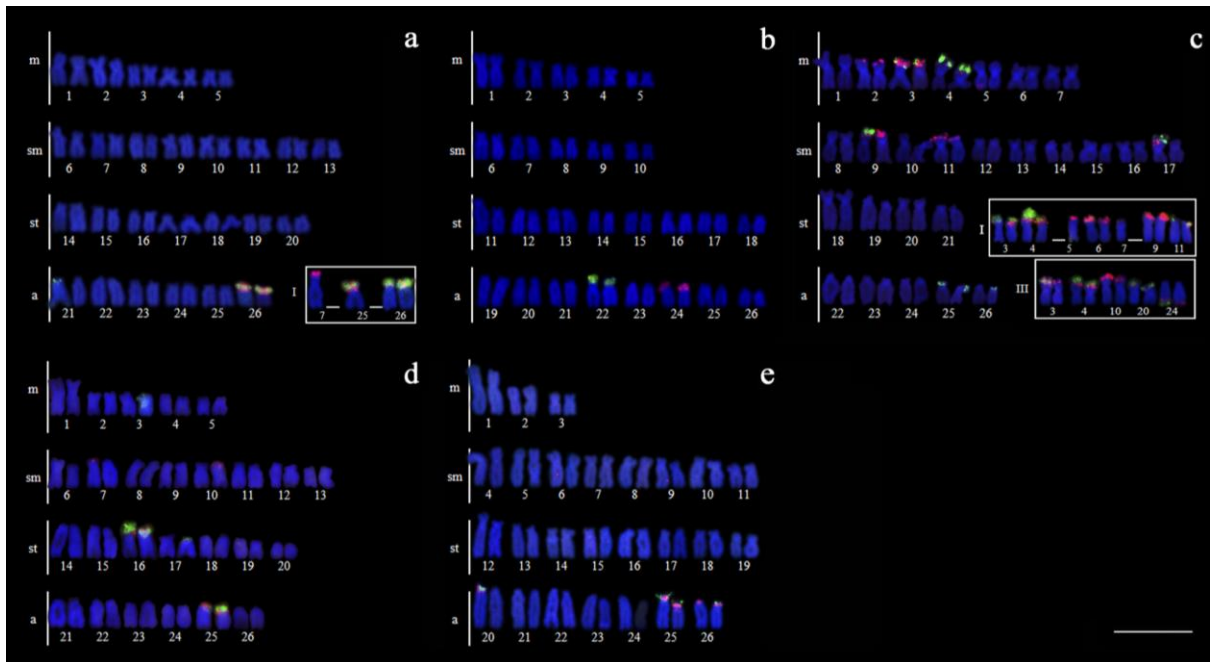 a
m
1 2 3 4 5
sm
6 7 8 9 10 11 12 13
st
14 15 16 17 18 19 20
a
21 22 23 24 25 26
I
7 25 26
b
1 2 3 4 5
6 7 8 9 10
11 12 13 14 15 16 17 18
19 20 21 22 23 24 25 26
c
m
1 2 3 4 5 6 7
sm
8 9 10 11 12 13 14 15 16 17
st
18 19 20 21
I
3 4 5 6 7 9 11
a
22 23 24 25 26
III
3 4 10 20 24
d
m
1 2 3 4 5
sm
6 7 8 9 10 11 12 13
st
14 15 16 17 18 19 20
a
21 22 23 24 25 26
e
m
1 2 3
sm
4 5 6 7 8 9 10 11
st
12 13 14 15 16 17 18 19
a
20 21 22 23 24 25 26